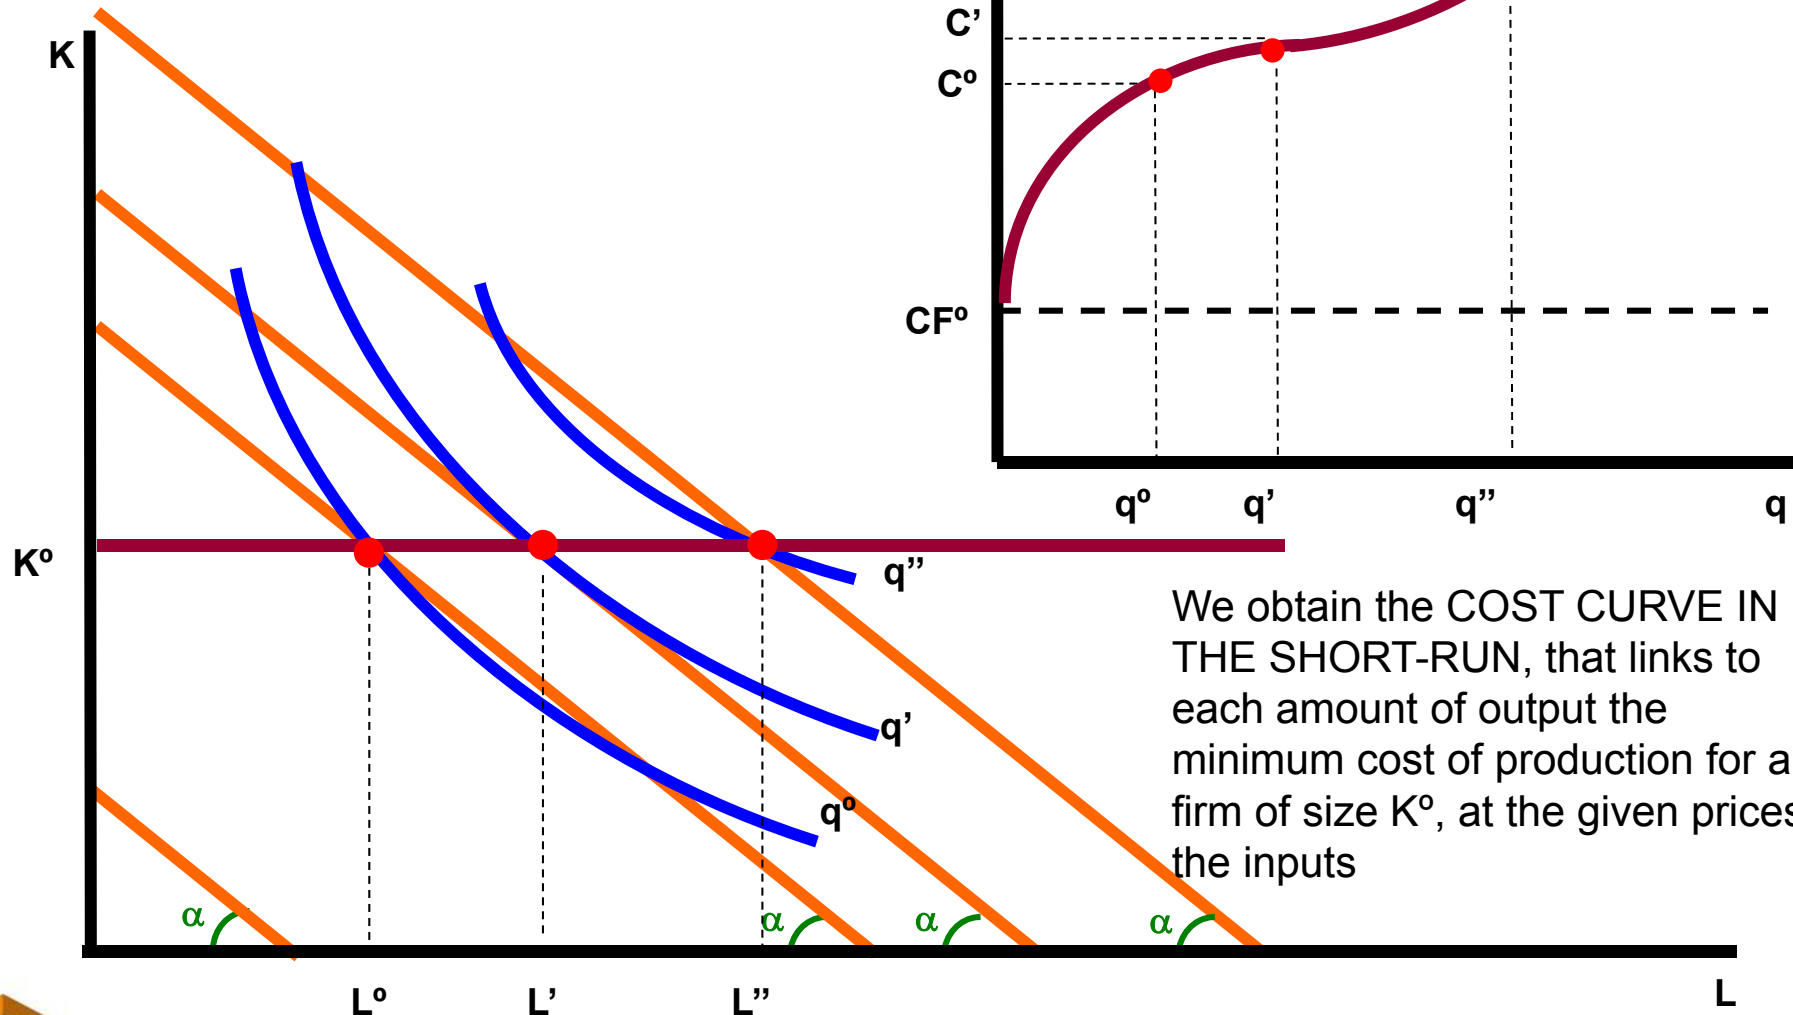 C’
K
Cº
CFº
qº q’ q’’ q
Kº
q’’
We obtain the COST CURVE IN
THE SHORT-RUN, that links to
each amount of output the
minimum cost of production for a
firm of size Kº, at the given prices
the inputs
q’
qº
α α α α
Lº L’ L’’ L